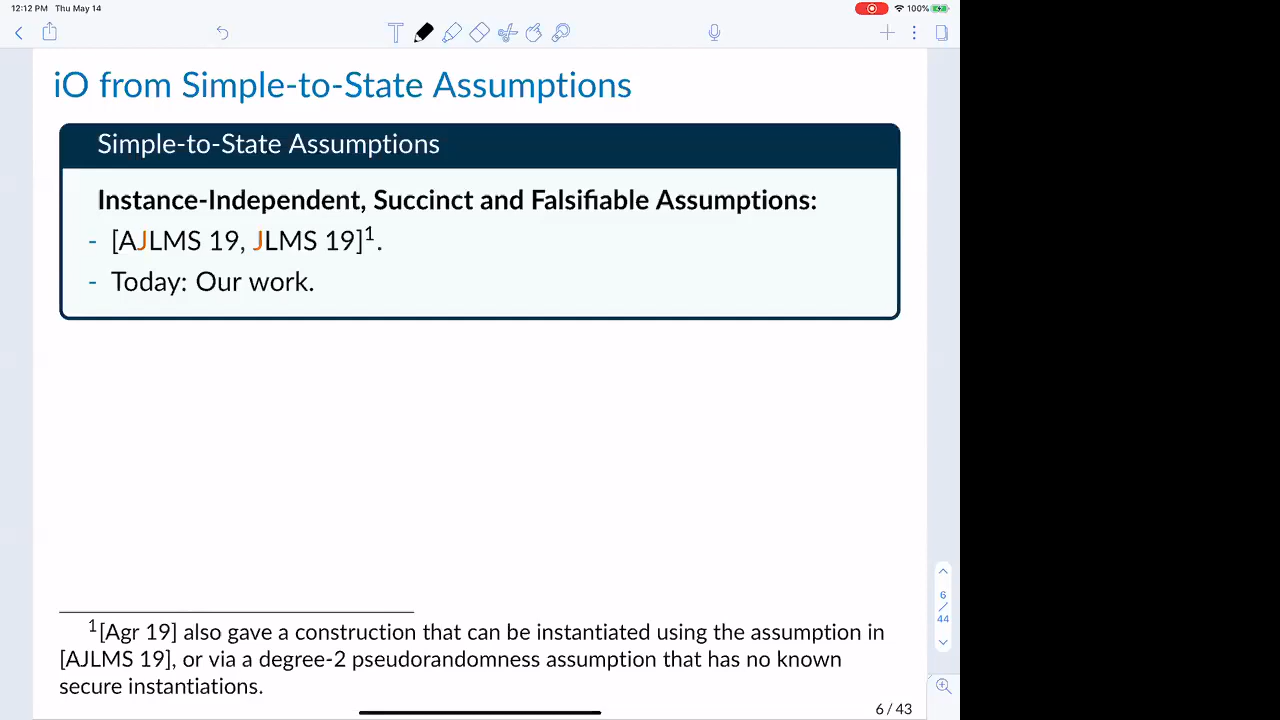 12:12 PM Thu May 14
100%
iO from Simple-to-State Assumptions
Simple-to-State Assumptions
Instance-Independent, Succinct and Falsifiable Assumptions:
- [AJLMS 19, JLMS 19]¹.
- Today: Our work.
6
/
44
¹[Agr 19] also gave a construction that can be instantiated using the assumption in
[AJLMS 19], or via a degree-2 pseudorandomness assumption that has no known
secure instantiations.
6 / 43